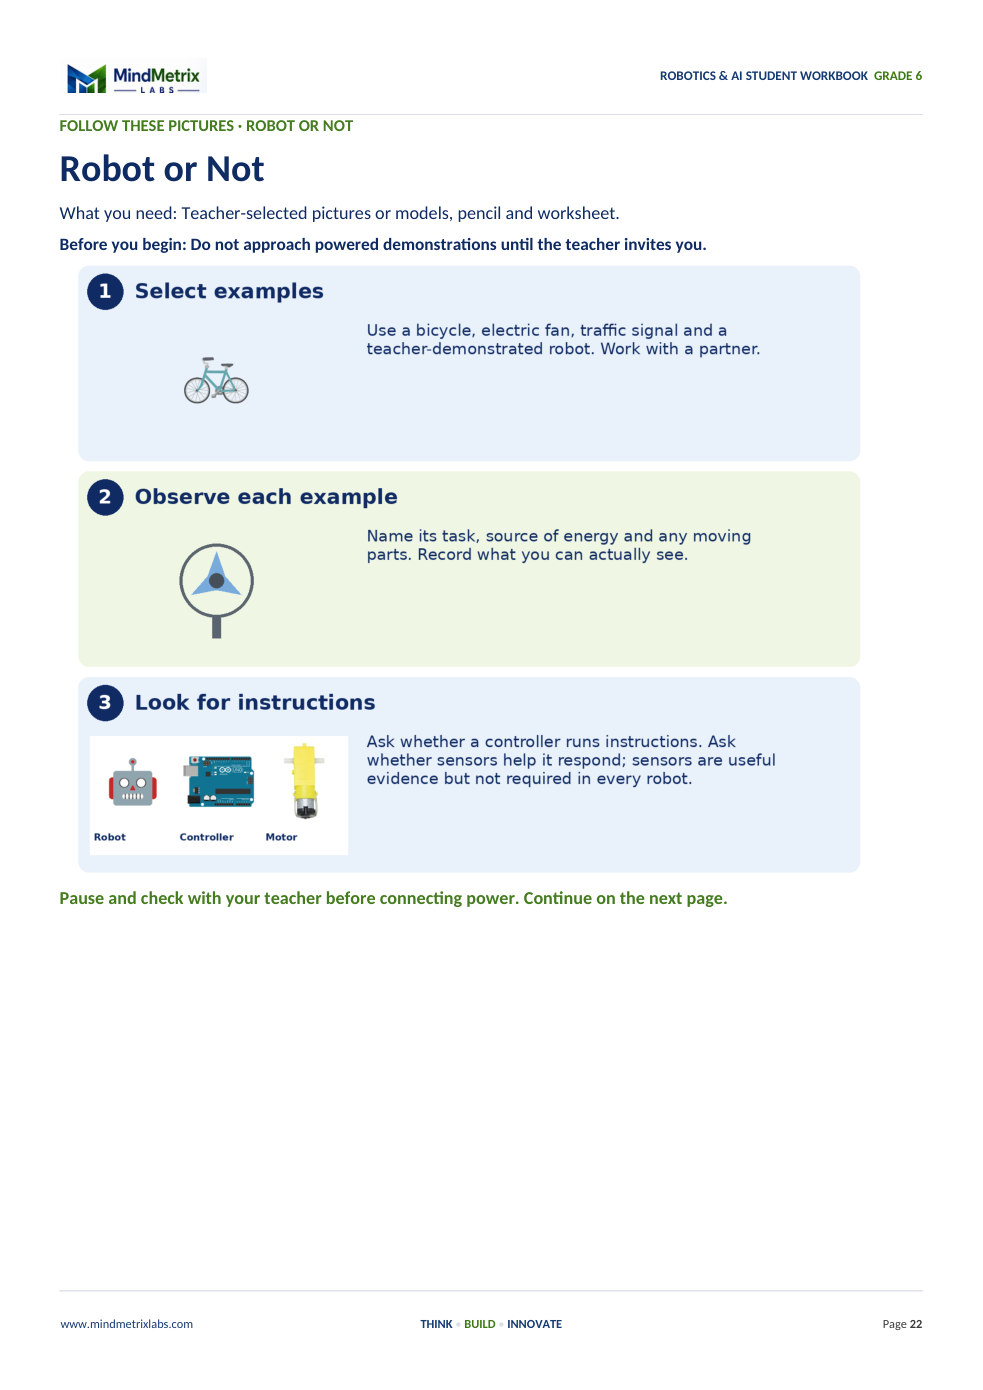 MindMetrix
LABS
ROBOTICS & AI STUDENT WORKBOOK GRADE 6
FOLLOW THESE PICTURES · ROBOT OR NOT
Robot or Not
What you need: Teacher-selected pictures or models, pencil and worksheet.
Before you begin: Do not approach powered demonstrations until the teacher invites you.
1 Select examples
Use a bicycle, electric fan, traffic signal and a
teacher-demonstrated robot. Work with a partner.
2 Observe each example
Name its task, source of energy and any moving
parts. Record what you can actually see.
3 Look for instructions
Ask whether a controller runs instructions. Ask
whether sensors help it respond; sensors are useful
evidence but not required in every robot.
Robot Controller Motor
Pause and check with your teacher before connecting power. Continue on the next page.
www.mindmetrixlabs.com
THINK • BUILD • INNOVATE
Page 22